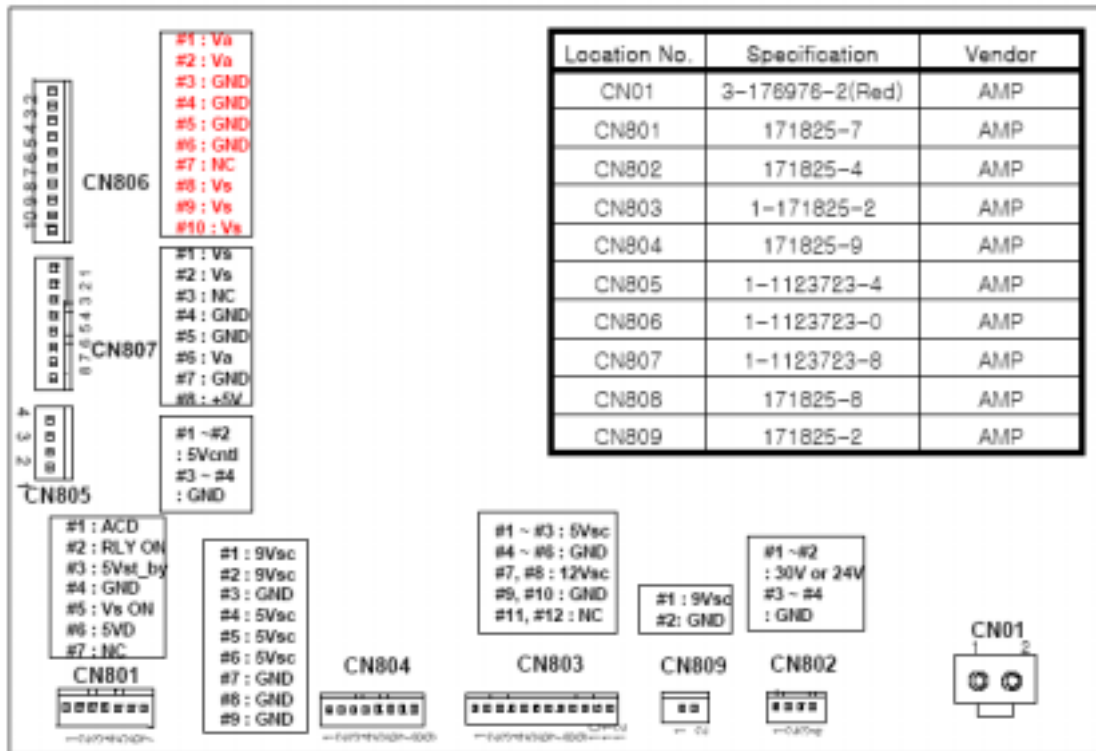 #1 : Va
#2 : Va
#3 : GND
#4 : GND
#5 : GND
#6 : GND
#7 : NC
#8 : Vs
#9 : Vs
#10 : Vs
CN806
10 9 8 7 6 5 4 3 2
Location No. Specification Vendor
CN01 3-176976-2(Red) AMP
CN801 171825-7 AMP
CN802 171825-4 AMP
CN803 1-171825-2 AMP
CN804 171825-9 AMP
CN805 1-1123723-4 AMP
CN806 1-1123723-0 AMP
CN807 1-1123723-8 AMP
CN808 171825-8 AMP
CN809 171825-2 AMP
#1 : Vs
#2 : Vs
#3 : NC
#4 : GND
#5 : GND
#6 : Va
#7 : GND
#8 : +5V
CN807
8 7 6 5 4 3 2 1
#1 ~#2
: 5Vcntl
#3 ~ #4
: GND
4
3
2
1
CN805
#1 : ACD
#2 : RLY ON
#3 : 5Vst_by
#4 : GND
#5 : Vs ON
#6 : 5VD
#7 : NC
CN801
#1 : 9Vsc
#2 : 9Vsc
#3 : GND
#4 : 5Vsc
#5 : 5Vsc
#6 : 5Vsc
#7 : GND
#8 : GND
#9 : GND
CN804
#1 ~ #3 : 5Vsc
#4 ~ #6 : GND
#7, #8 : 12Vsc
#9, #10 : GND
#11, #12 : NC
CN803
#1 : 9Vsc
#2: GND
CN809
1 2
#1 ~#2
: 30V or 24V
#3 ~ #4
: GND
CN802
1 2 3 4
CN01
1 2